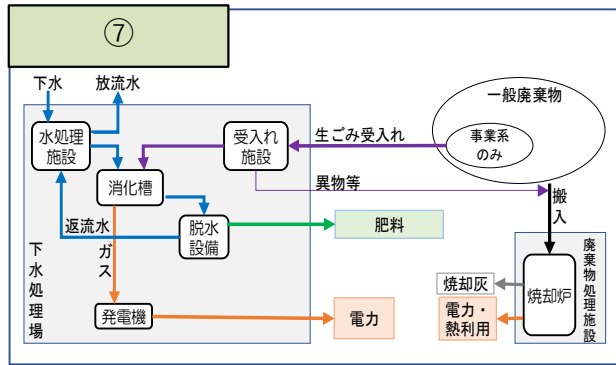 ⑦
下水
放流水
一般廃棄物
水処理
施設
受入れ
施設
生ごみ受入れ
事業系
のみ
消化槽
異物等
搬入
返流水
ガス
脱水
設備
肥料
下水処理場
廃棄物処理施設
焼却灰
焼却炉
発電機
電力
電力・
熱利用